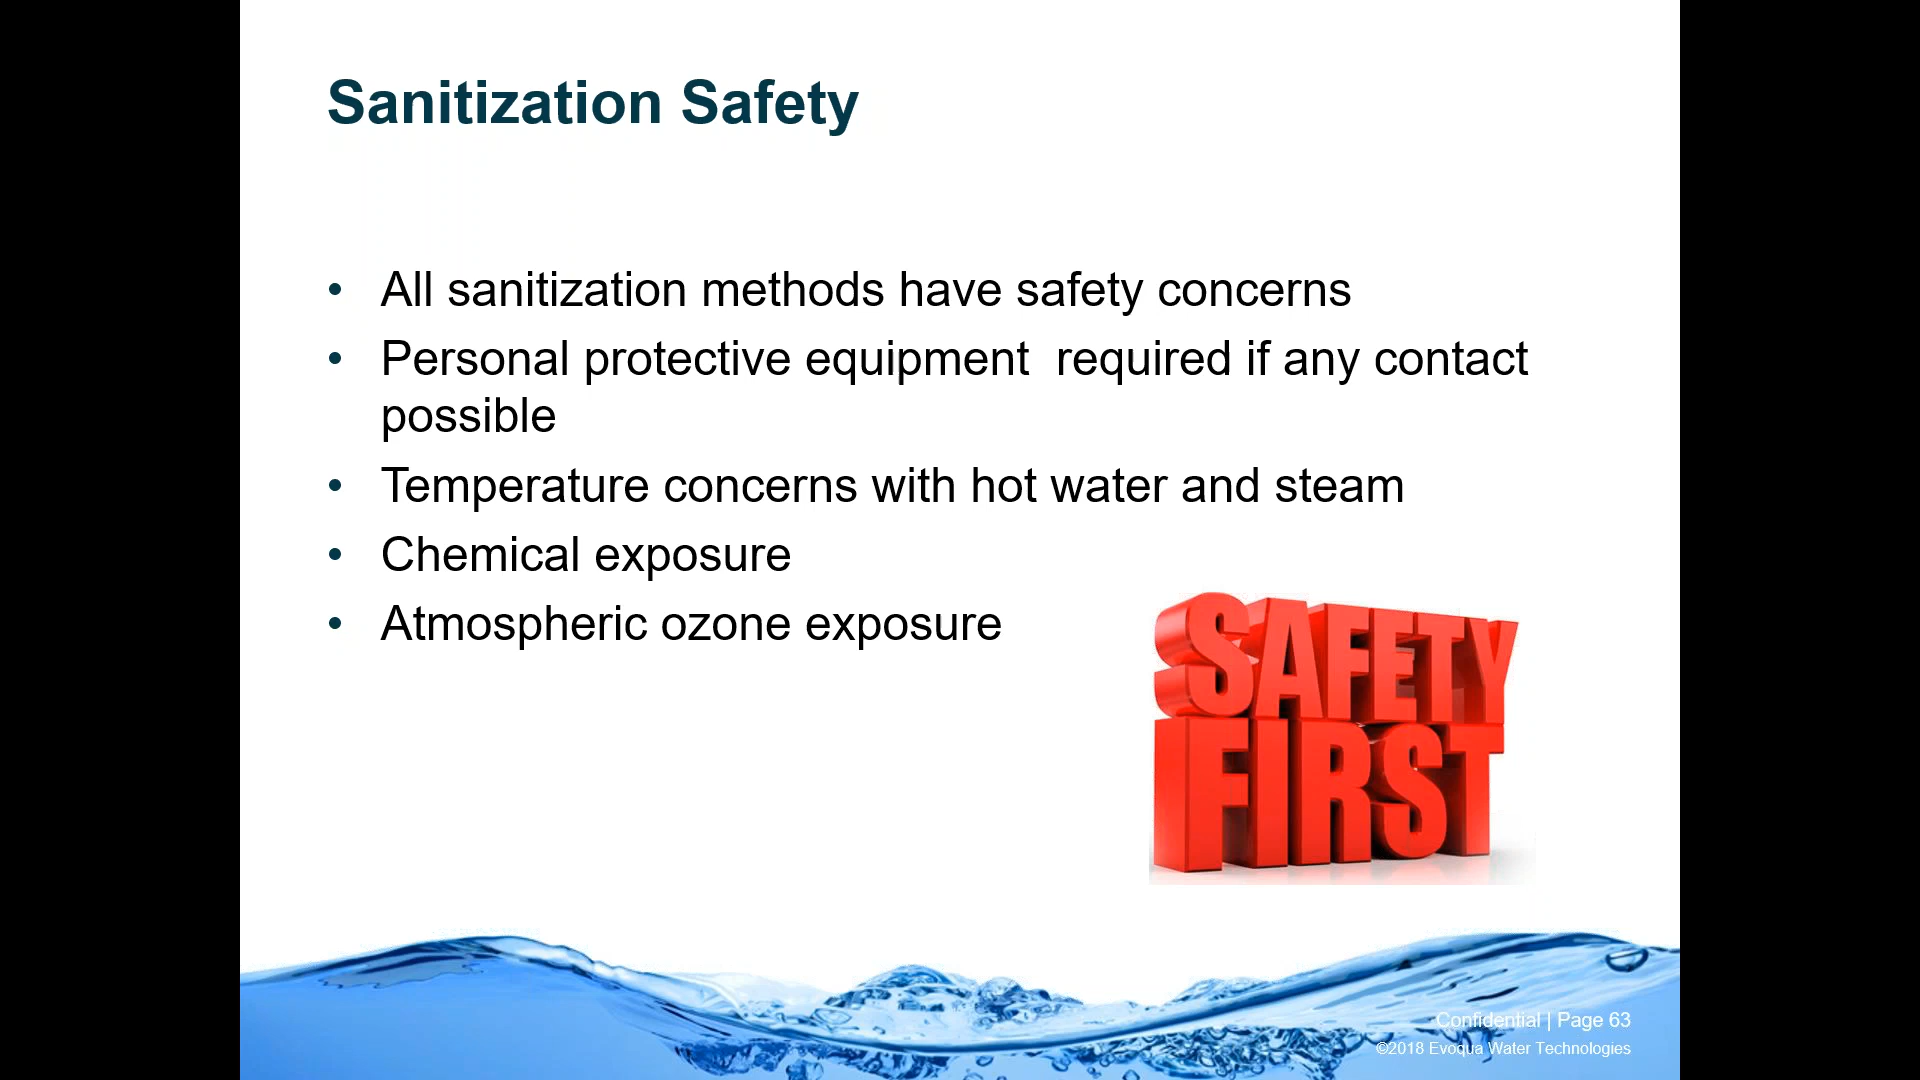 Sanitization Safety
• All sanitization methods have safety concerns
• Personal protective equipment  required if any contact
possible
• Temperature concerns with hot water and steam
• Chemical exposure
• Atmospheric ozone exposure
SAFETY
FIRST
Confidential | Page 63
©2018 Evoqua Water Technologies